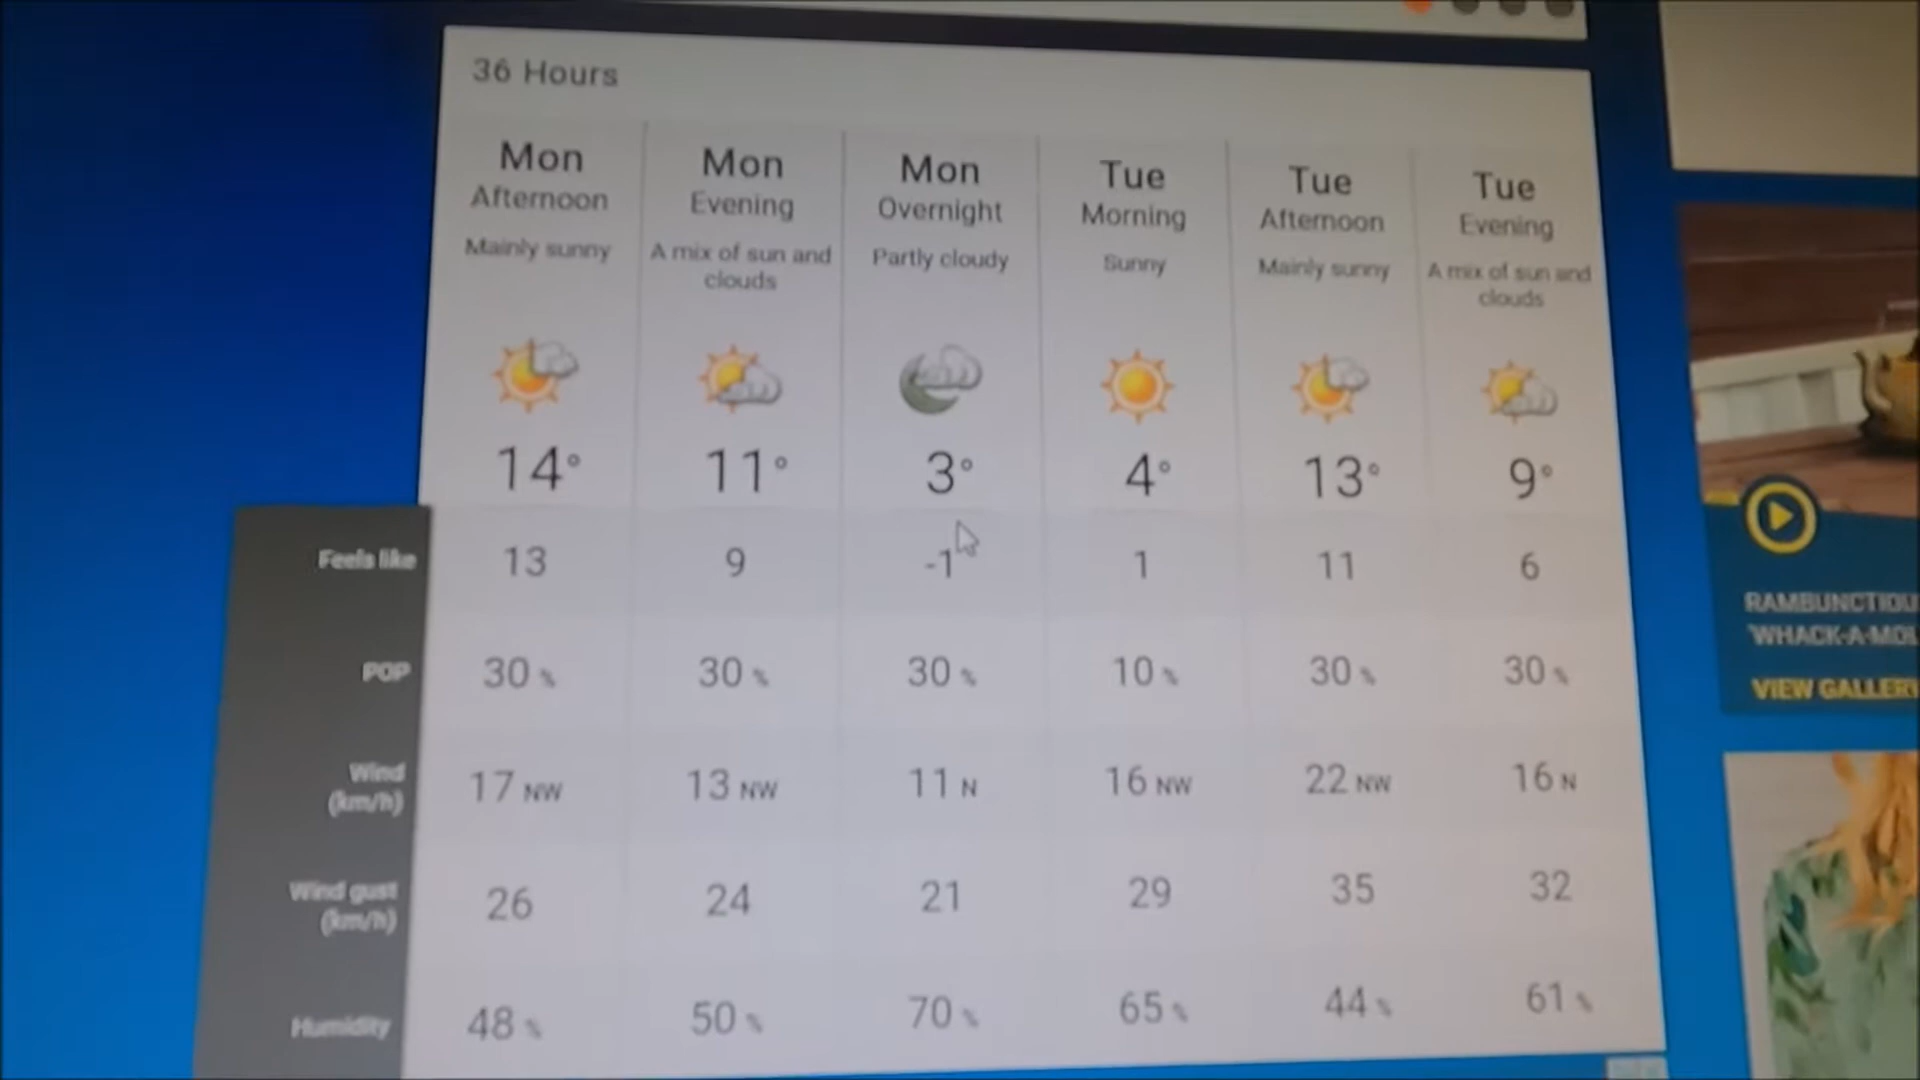 36 Hours
Mon Mon Mon Tue Tue Tue
Afternoon Evening Overnight Morning Afternoon Evening
Mainly sunny A mix of sun and Partly cloudy Sunny Mainly sunny A mix of sun and
clouds clouds
14° 11° 3° 4° 13° 9°
Feels like 13 9 -1 1 11 6
POP 30 % 30 % 30 % 10 % 30 % 30 %
Wind
(km/h) 17 NW 13 NW 11 N 16 NW 22 NW 16 N
Wind gust
(km/h) 26 24 21 29 35 32
Humidity 48 % 50 % 70 % 65 % 44 % 61 %
RAMBUNCTIOU
'WHACK-A-MOL
VIEW GALLERY